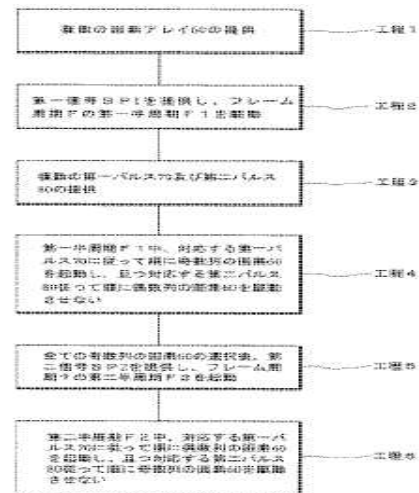 複数の画素アレイ60の提供
工程1
第一信号SP1を提供し、フレーム
周期Fの第一半周期F1を起動
工程2
複数の第一パルス70及び第二パルス
80の提供
工程3
第一半周期F1中、対応する第一パ
ルス70に従って順に奇数列の画素60
を起動し、且つ対応する第二パルス
80従って順に偶数列の画素60を駆動
させない
工程4
全ての奇数列の画素60の選択後、第
二信号SP2を提供し、フレーム周
期Fの第二半周期F2を起動
工程5
第二半周期F2中、対応する第一パ
ルス70に従って順に偶数列の画素60
を起動し、且つ対応する第二パルス
80従って順に奇数列の画素60を駆動
させない
工程6